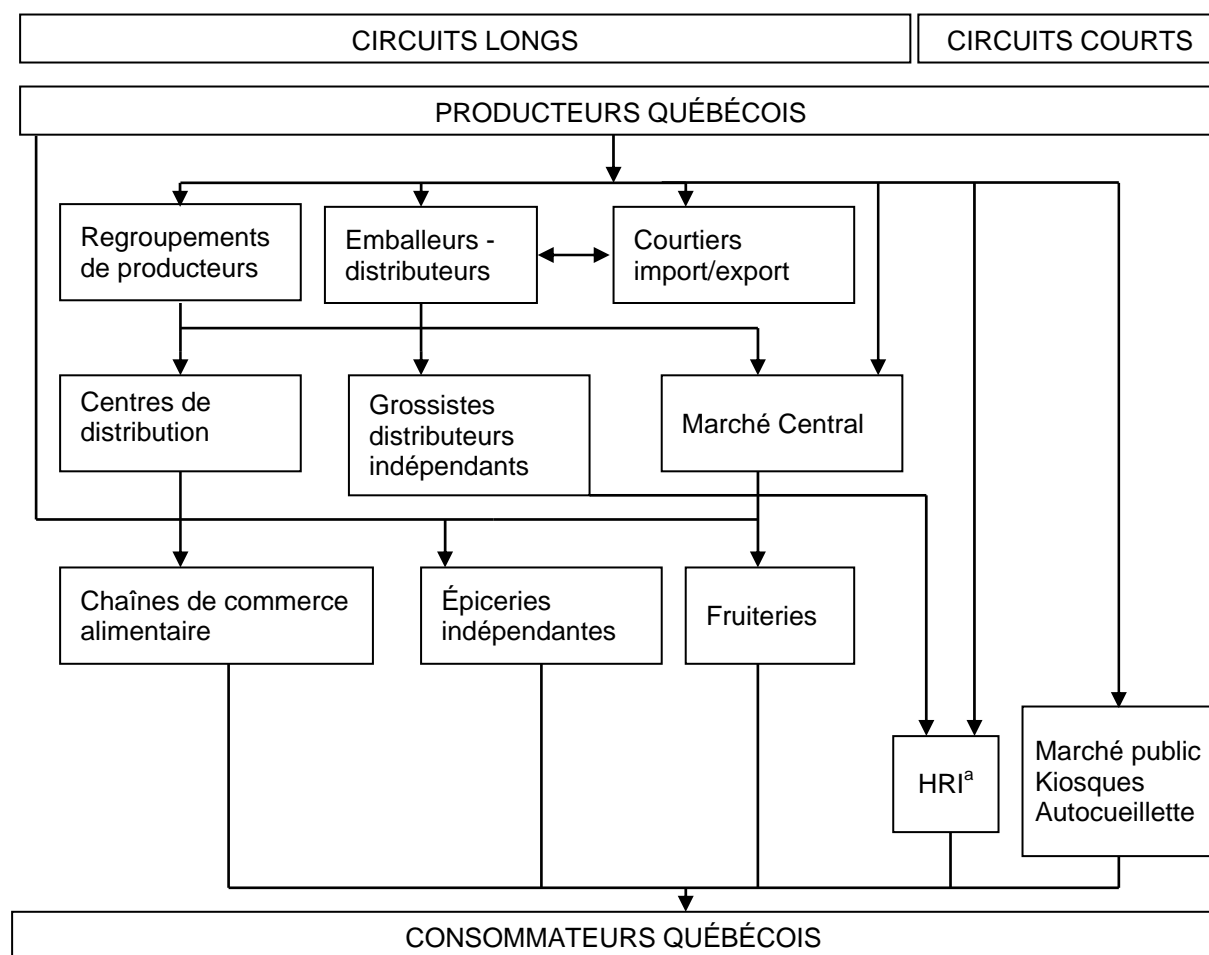 CIRCUITS LONGS
CIRCUITS COURTS
PRODUCTEURS QUÉBÉCOIS
Regroupements
de producteurs
Emballeurs -
distributeurs
Courtiers
import/export
Centres de
distribution
Grossistes
distributeurs
indépendants
Marché Central
Chaînes de commerce
alimentaire
Épiceries
indépendantes
Fruiteries
HRIᵃ
Marché public
Kiosques
Autocueillette
CONSOMMATEURS QUÉBÉCOIS